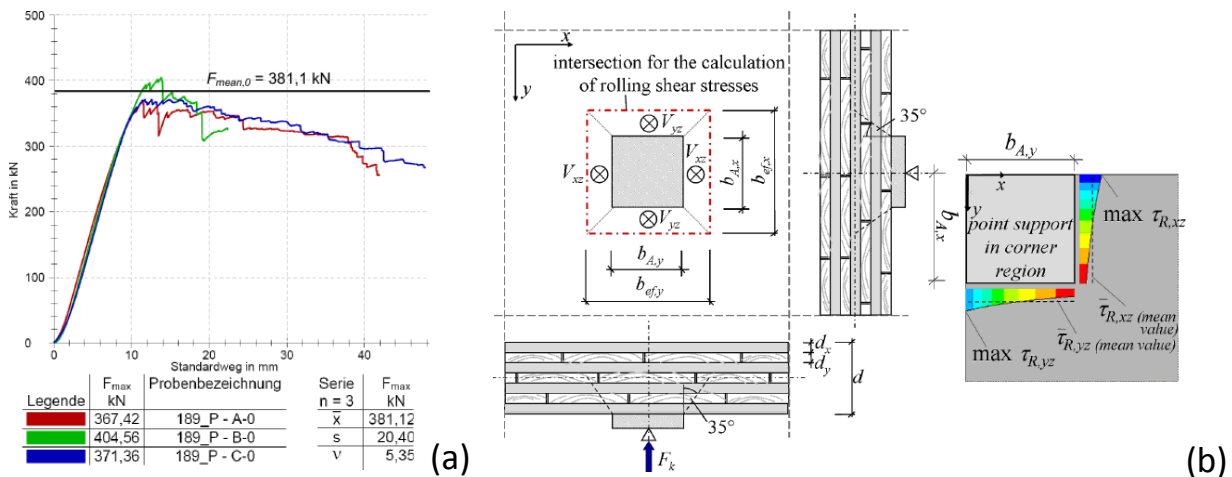 500
400
300
200
100
0
Kraft in kN
F_mean,0 = 381,1 kN
0
10
20
30
40
Standardweg in mm
Legende
F_max
kN
Probenbezeichnung
367,42
189_P - A-0
404,56
189_P - B-0
371,36
189_P - C-0
Serie
n = 3
F_max
kN
x̄
381,12
s
20,40
ν
5,35
(a)
x
y
intersection for the calculation
of rolling shear stresses
V_yz
V_xz
V_xz
V_yz
b_A,x
b_ef,x
b_A,y
b_ef,y
35°
d_x
d_y
d
35°
F_k
b_A,y
x
y
b_A,x
point support
in corner
region
max τ_R,xz
τ̄_R,xz (mean
value)
τ̄_R,yz (mean value)
max τ_R,yz
(b)